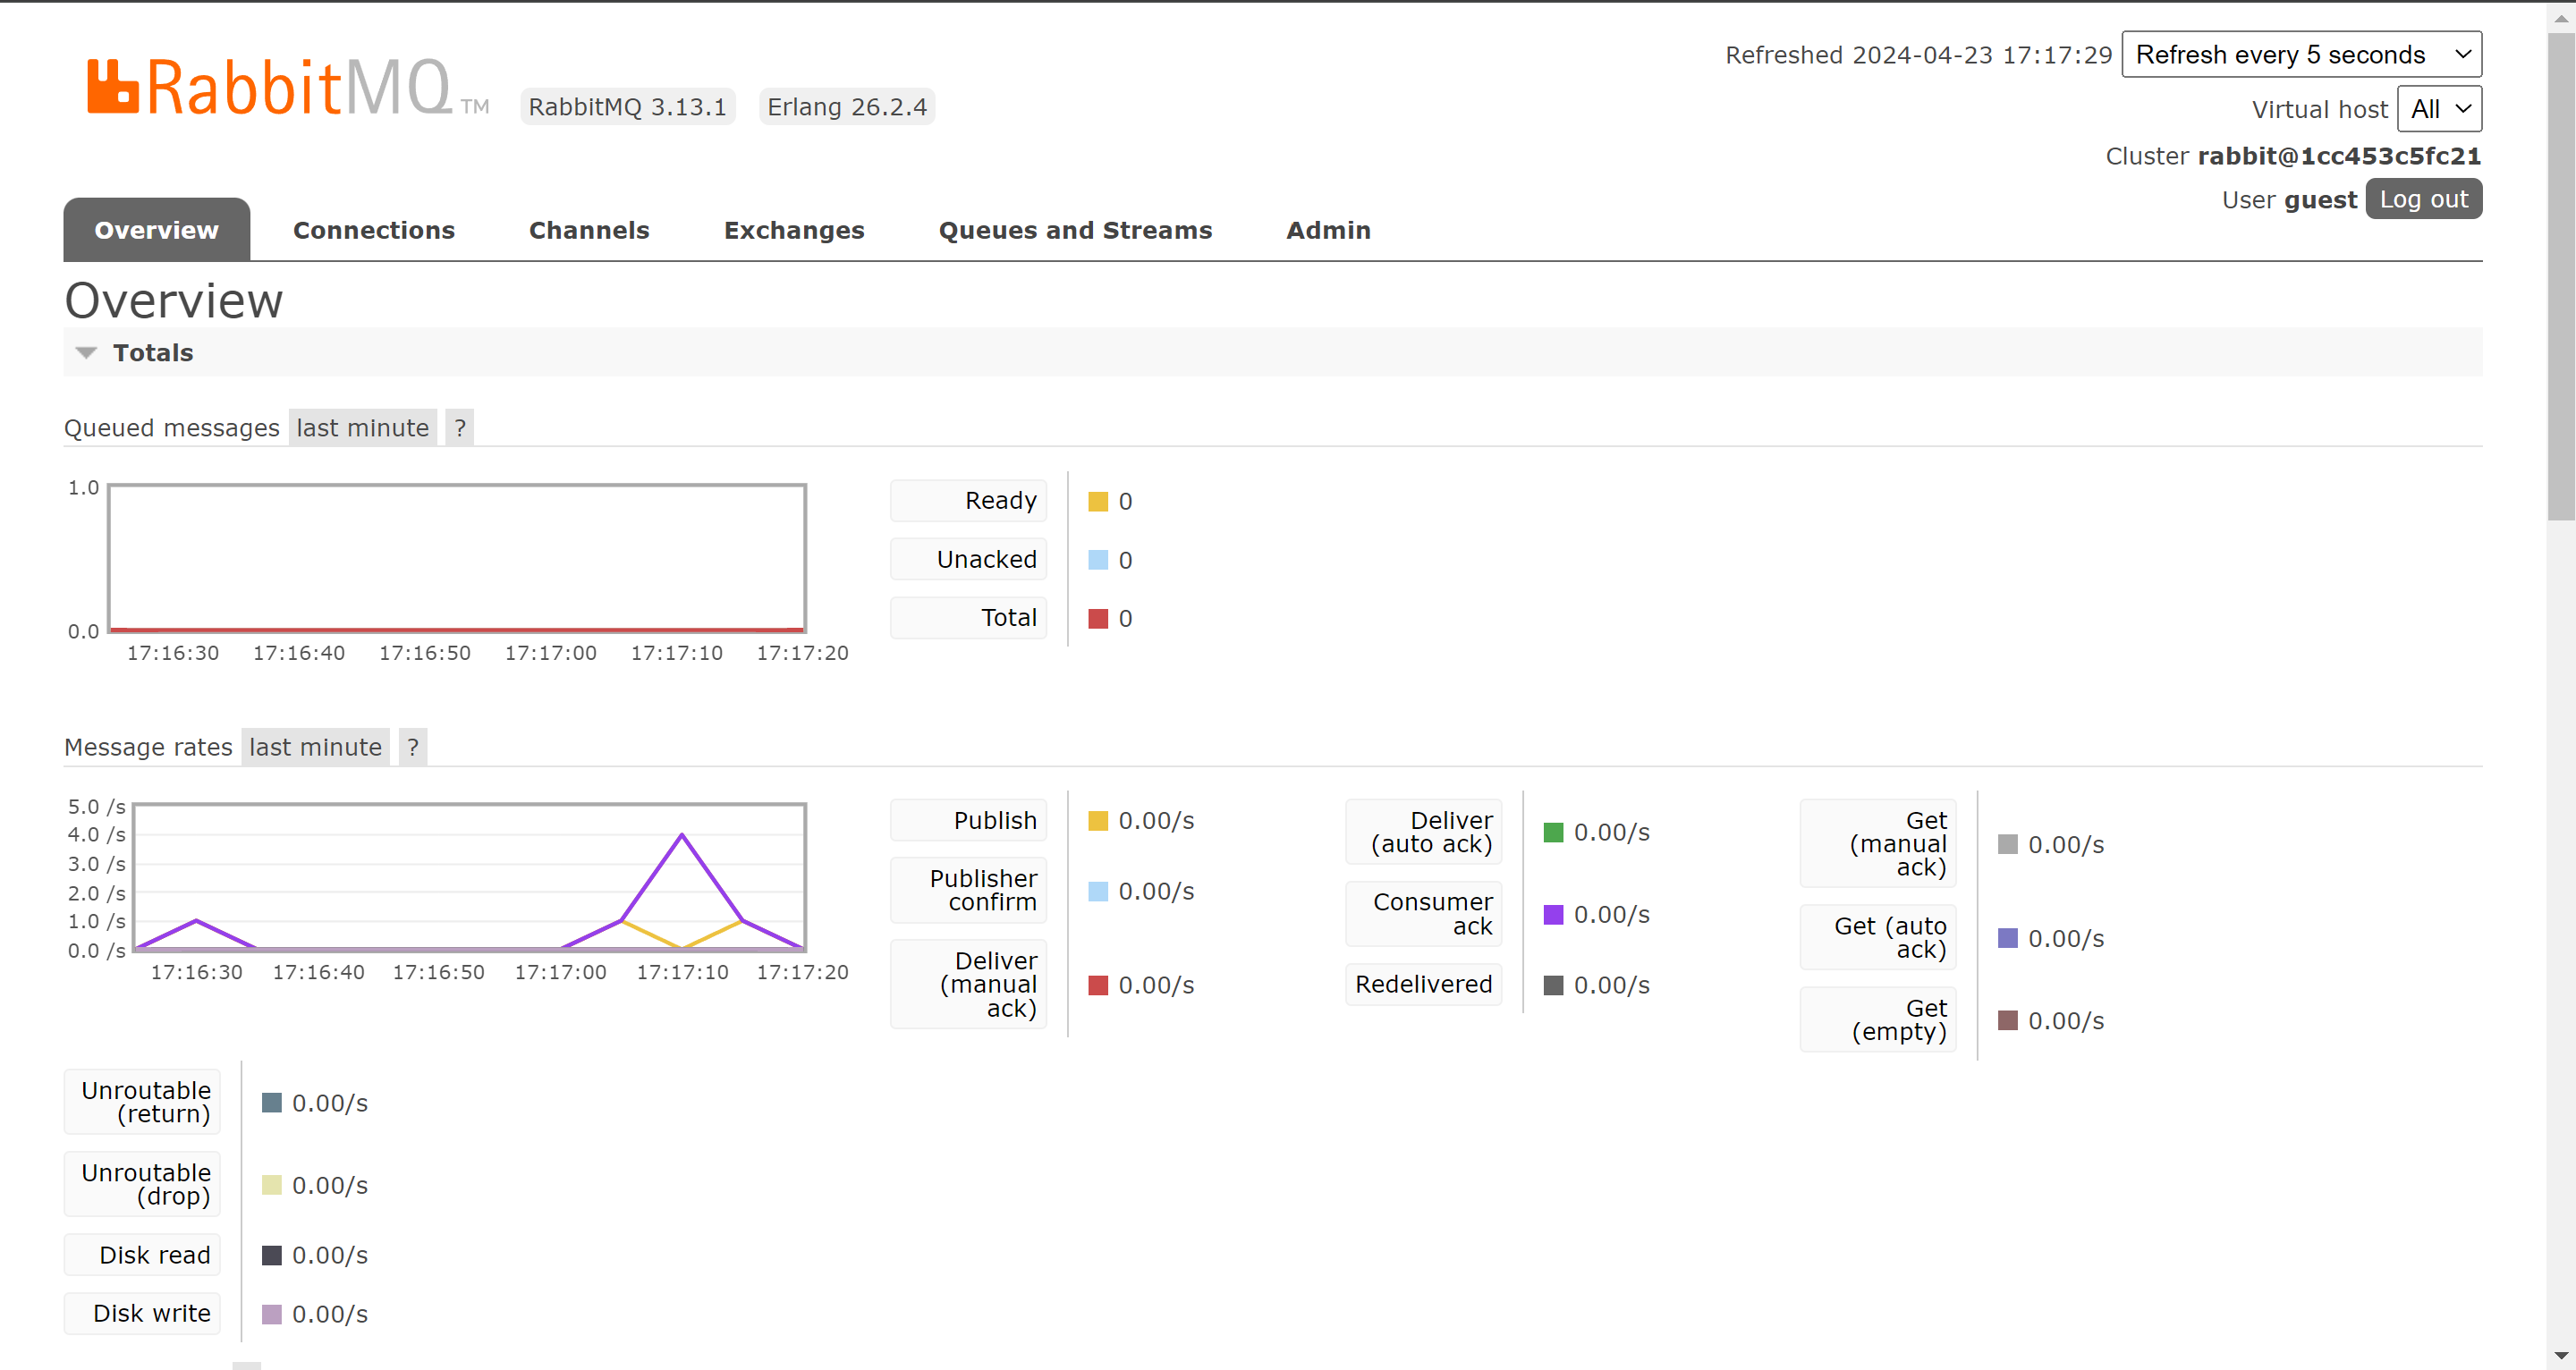 RabbitMQ TM
RabbitMQ 3.13.1
Erlang 26.2.4
Refreshed 2024-04-23 17:17:29
Refresh every 5 seconds
Virtual host
All
Cluster rabbit@1cc453c5fc21
User guest
Log out
Overview
Connections
Channels
Exchanges
Queues and Streams
Admin
Overview
Totals
Queued messages last minute ?
1.0
0.0
17:16:30 17:16:40 17:16:50 17:17:00 17:17:10 17:17:20
Ready
0
Unacked
0
Total
0
Message rates last minute ?
5.0 /s
4.0 /s
3.0 /s
2.0 /s
1.0 /s
0.0 /s
17:16:30 17:16:40 17:16:50 17:17:00 17:17:10 17:17:20
Publish
0.00/s
Publisher
confirm
0.00/s
Deliver
(manual
ack)
0.00/s
Deliver
(auto ack)
0.00/s
Consumer
ack
0.00/s
Redelivered
0.00/s
Get
(manual
ack)
0.00/s
Get (auto
ack)
0.00/s
Get
(empty)
0.00/s
Unroutable
(return)
0.00/s
Unroutable
(drop)
0.00/s
Disk read
0.00/s
Disk write
0.00/s